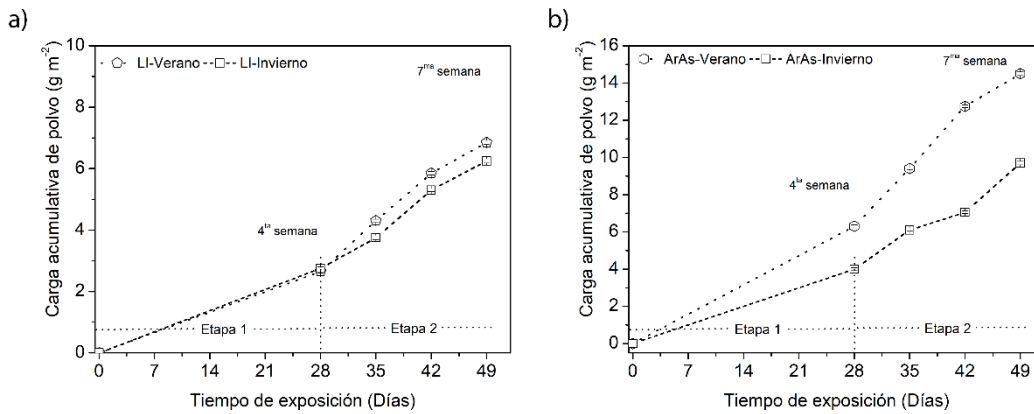 a)
Carga acumulativa de polvo (g m⁻²)
10
8
6
4
2
0
LI-Verano LI-Invierno
7ma semana
4ta semana
Etapa 1 Etapa 2
0 7 14 21 28 35 42 49
Tiempo de exposición (Días)
b)
Carga acumulativa de polvo (g m⁻²)
16
14
12
10
8
6
4
2
0
ArAs-Verano ArAs-Invierno
7ma semana
4ta semana
Etapa 1 Etapa 2
0 7 14 21 28 35 42 49
Tiempo de exposición (Días)